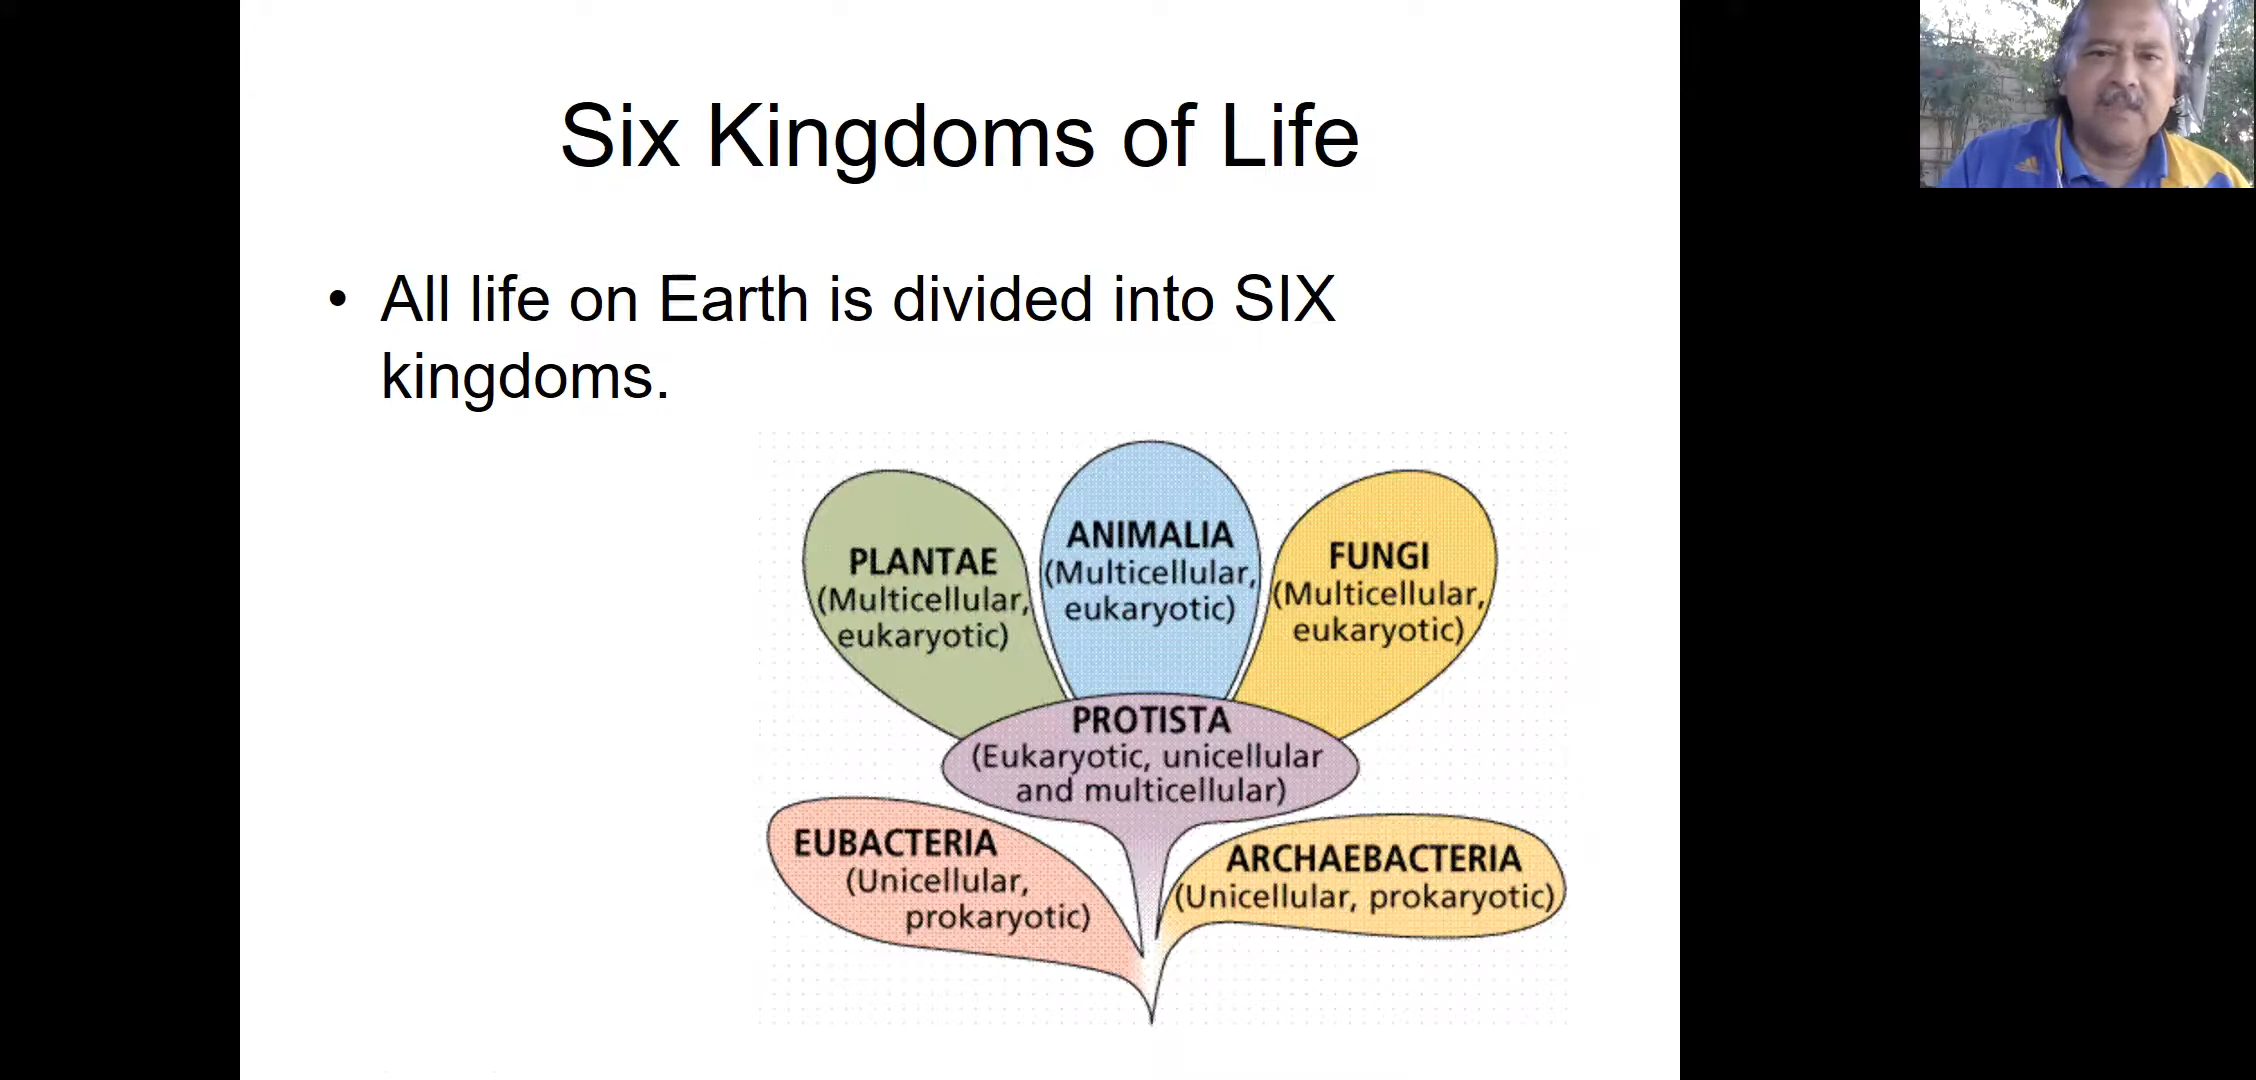 Six Kingdoms of Life
• All life on Earth is divided into SIX
kingdoms.
PLANTAE
(Multicellular,
eukaryotic)
ANIMALIA
(Multicellular,
eukaryotic)
FUNGI
(Multicellular,
eukaryotic)
PROTISTA
(Eukaryotic, unicellular
and multicellular)
EUBACTERIA
(Unicellular,
prokaryotic)
ARCHAEBACTERIA
(Unicellular, prokaryotic)